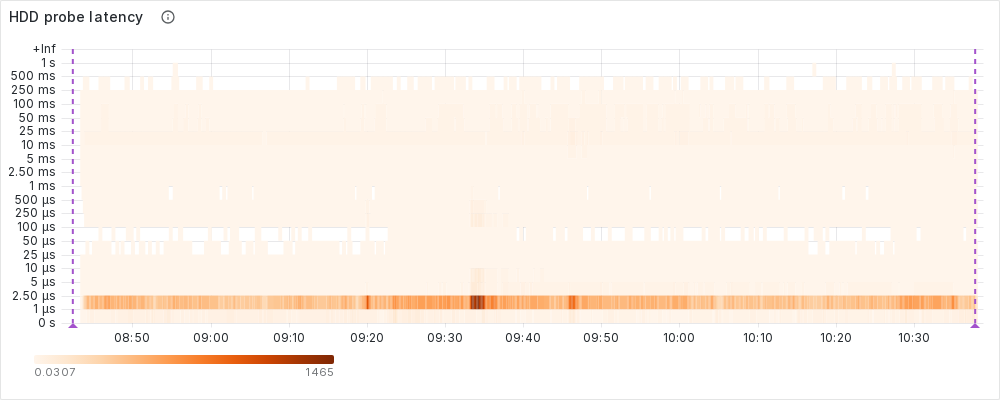 HDD probe latency
+Inf
1 s
500 ms
250 ms
100 ms
50 ms
25 ms
10 ms
5 ms
2.50 ms
1 ms
500 µs
250 µs
100 µs
50 µs
25 µs
10 µs
5 µs
2.50 µs
1 µs
0 s
08:50 09:00 09:10 09:20 09:30 09:40 09:50 10:00 10:10 10:20 10:30
0.0307 1465